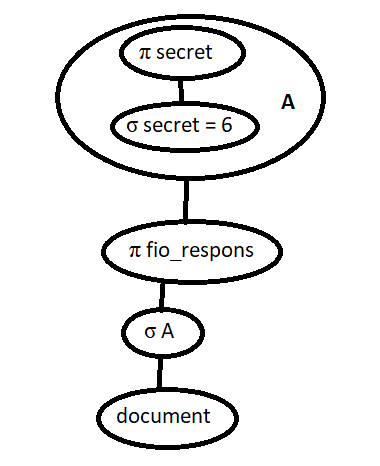 π secret
σ secret = 6
A
π fio_respons
σ A
document